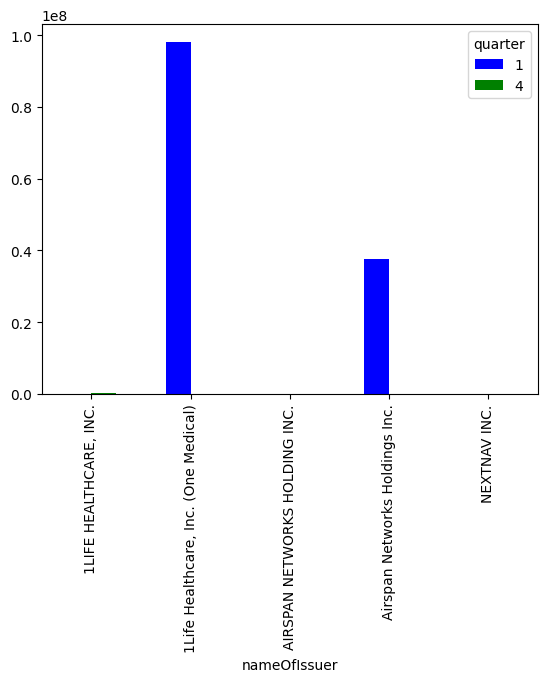 1e8
quarter
1
4
1.0
0.8
0.6
0.4
0.2
0.0
1LIFE HEALTHCARE, INC.
1Life Healthcare, Inc. (One Medical)
AIRSPAN NETWORKS HOLDING INC.
Airspan Networks Holdings Inc.
NEXTNAV INC.
nameOfIssuer